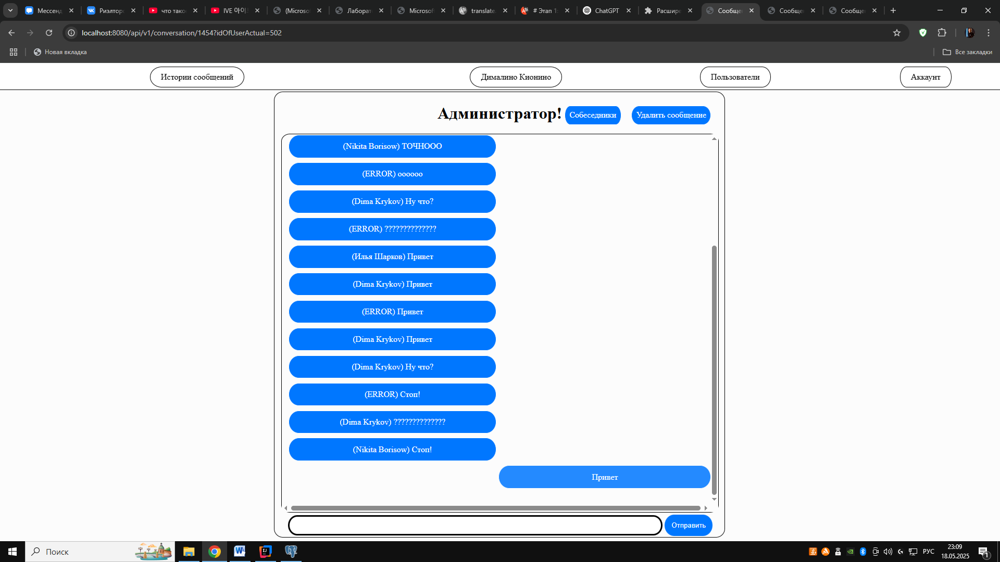 Мессенд
Риэлтор
что тако
IVE 아이
(Microso
Лаборат
Microsof
translate
# Этап 1
ChatGPT
Расшире
Сообще
Сообще
Сообще
localhost:8080/api/v1/conversation/1454?idOfUserActual=502
Новая вкладка
Все закладки
Истории сообщений
Дималино Кионино
Пользователи
Аккаунт
Администратор!
Собеседники
Удалить сообщение
(Nikita Borisow) ТОЧНООО
(ERROR) оооооо
(Dima Krykov) Ну что?
(ERROR) ??????????????
(Илья Шарков) Привет
(Dima Krykov) Привет
(ERROR) Привет
(Dima Krykov) Привет
(Dima Krykov) Ну что?
(ERROR) Стоп!
(Dima Krykov) ??????????????
(Nikita Borisow) Стоп!
Привет
Отправить
Поиск
РУС
23:09
18.05.2025
1